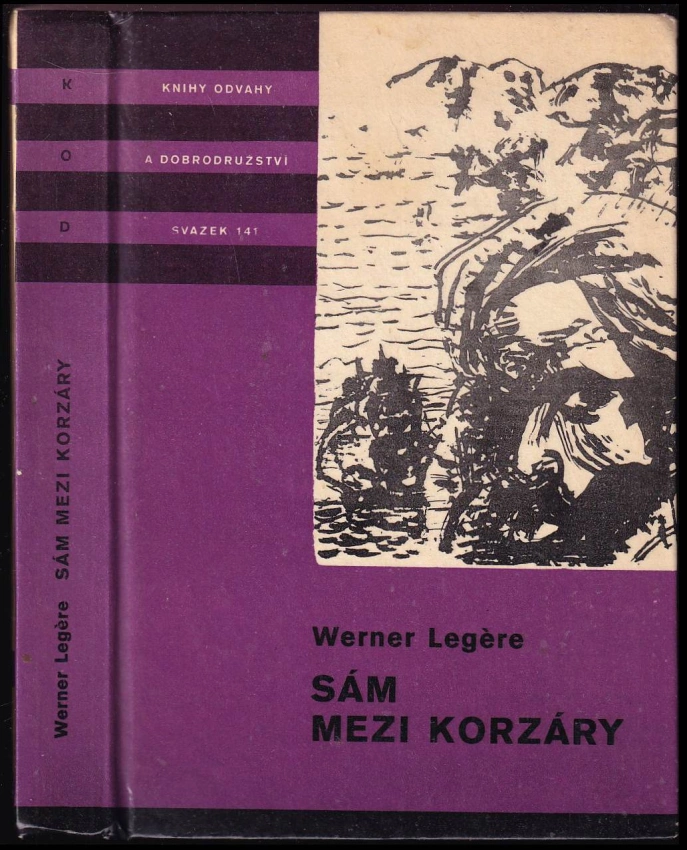 K
KNIHY ODVAHY
O
A DOBRODRUŽSTVÍ
D
SVAZEK 141
Werner Legère SÁM MEZI KORZÁRY
Werner Legère
SÁM
MEZI KORZÁRY